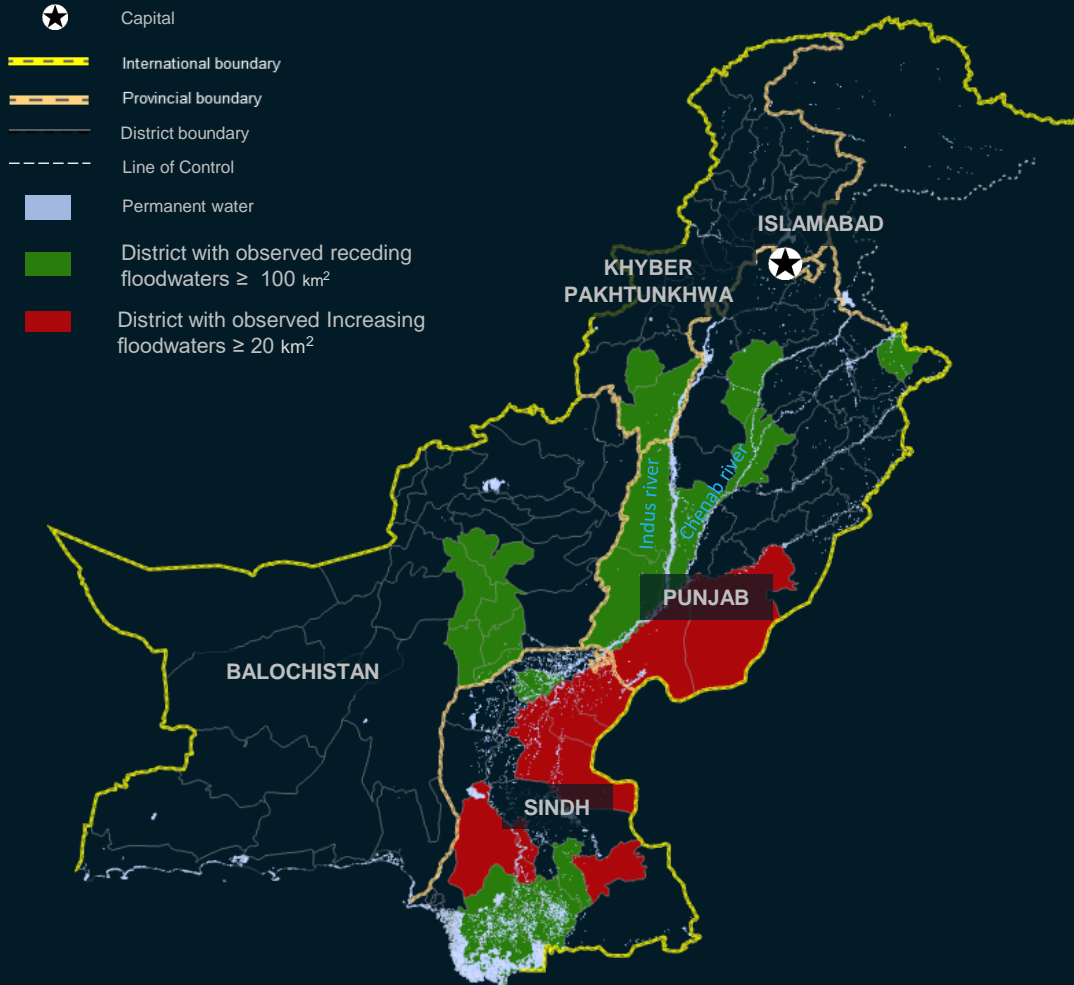 Capital
International boundary
Provincial boundary
District boundary
Line of Control
Permanent water
District with observed receding
floodwaters ≥ 100 km²
District with observed Increasing
floodwaters ≥ 20 km²
ISLAMABAD
KHYBER
PAKHTUNKHWA
Indus river
Chenab river
PUNJAB
BALOCHISTAN
SINDH